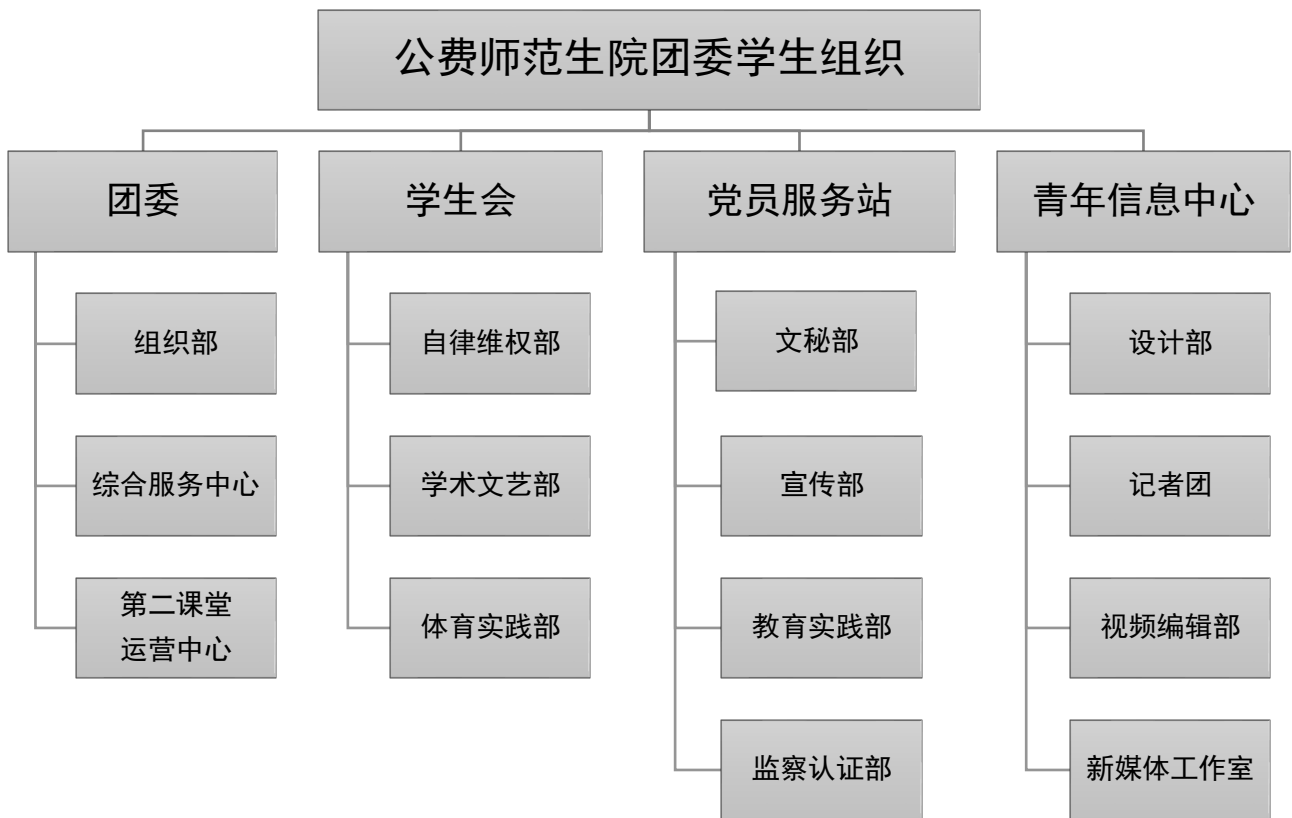 公费师范生院团委学生组织
团委
学生会
党员服务站
青年信息中心
组织部
自律维权部
文秘部
设计部
综合服务中心
学术文艺部
宣传部
记者团
第二课堂
运营中心
体育实践部
教育实践部
视频编辑部
监察认证部
新媒体工作室